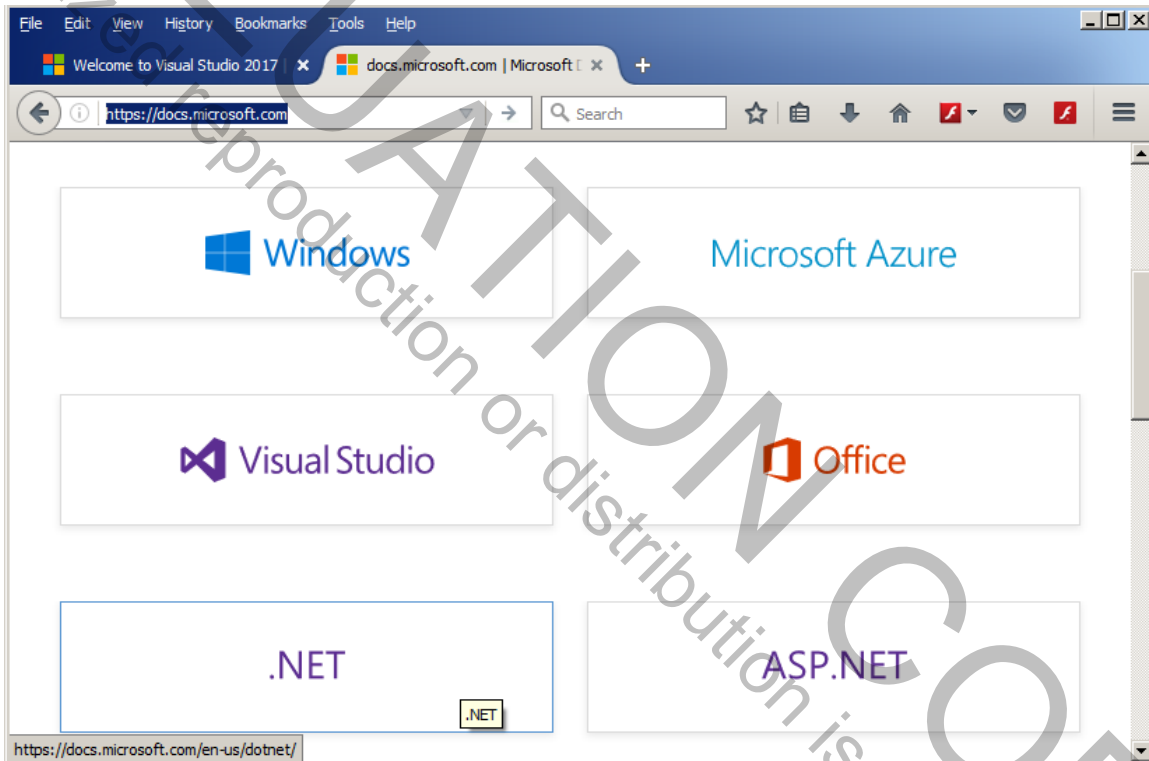 File Edit View History Bookmarks Tools Help
Welcome to Visual Studio 2017 | docs.microsoft.com | Microsoft D
https://docs.microsoft.com Search
Windows Microsoft Azure
Visual Studio Office
.NET ASP.NET
.NET
https://docs.microsoft.com/en-us/dotnet/
UATION CO
zed reproduction or distribution is